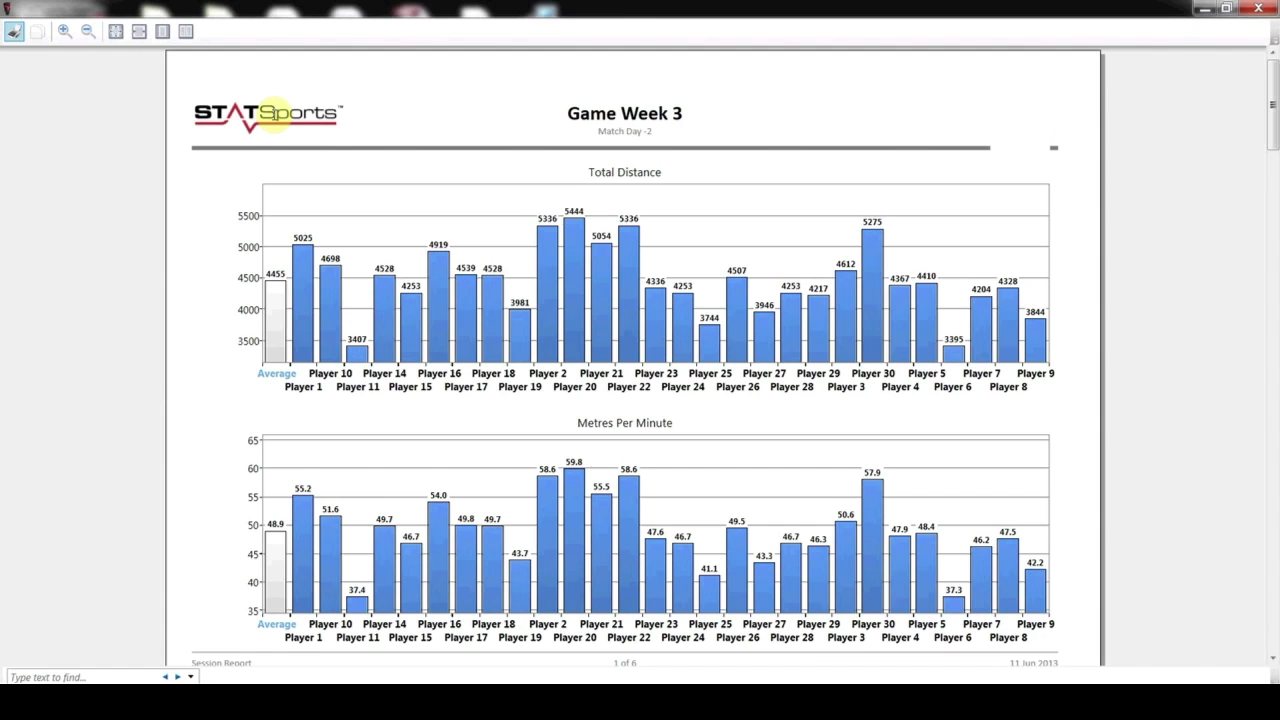 STATSports™
Game Week 3
Match Day -2
Total Distance
5500
5000
4500
4000
3500
4455 5025 4698 3407 4528 4253 4919 4539 4528 3981 5336 5444 5054 5336 4336 4253 3744 4507 3946 4253 4217 4612 5275 4367 4410 3395 4204 4328 3844
Average Player 10 Player 14 Player 16 Player 18 Player 2 Player 21 Player 23 Player 25 Player 27 Player 29 Player 30 Player 5 Player 7 Player 9
Player 1 Player 11 Player 15 Player 17 Player 19 Player 20 Player 22 Player 24 Player 26 Player 28 Player 3 Player 4 Player 6 Player 8
Metres Per Minute
65
60
55
50
45
40
35
48.9 55.2 51.6 37.4 49.7 46.7 54.0 49.8 49.7 43.7 58.6 59.8 55.5 58.6 47.6 46.7 41.1 49.5 43.3 46.7 46.3 50.6 57.9 47.9 48.4 37.3 46.2 47.5 42.2
Average Player 10 Player 14 Player 16 Player 18 Player 2 Player 21 Player 23 Player 25 Player 27 Player 29 Player 30 Player 5 Player 7 Player 9
Player 1 Player 11 Player 15 Player 17 Player 19 Player 20 Player 22 Player 24 Player 26 Player 28 Player 3 Player 4 Player 6 Player 8
Session Report 1 of 6 11 Jun 2013
Type text to find...